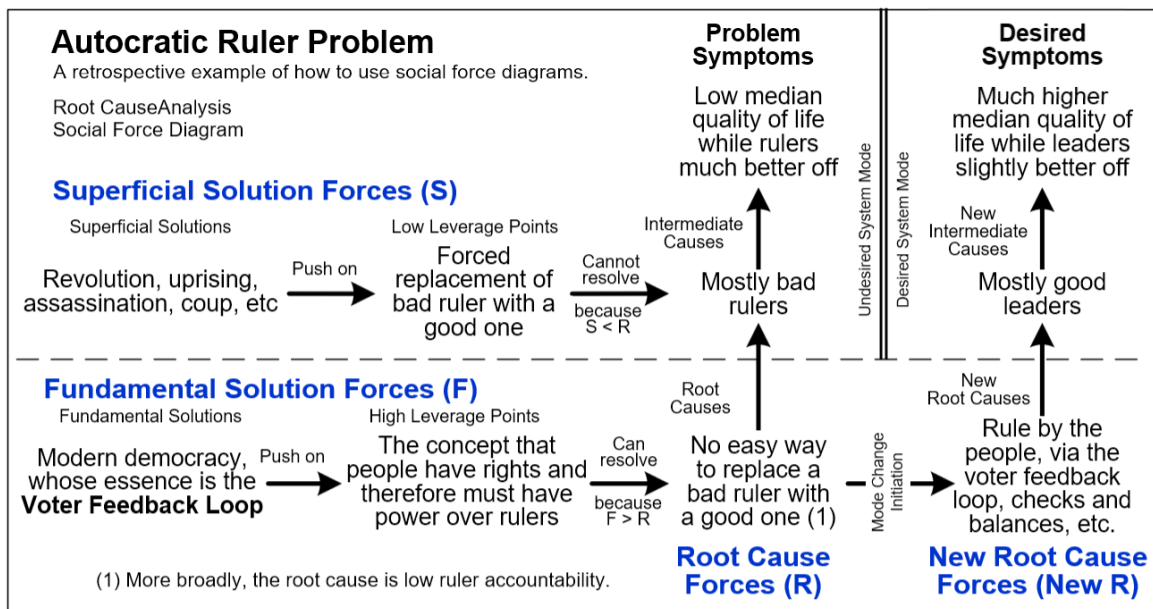 Autocratic Ruler Problem
A retrospective example of how to use social force diagrams.
Root CauseAnalysis
Social Force Diagram
Problem
Symptoms
Low median
quality of life
while rulers
much better off
Undesired System Mode
Desired System Mode
Desired
Symptoms
Much higher
median quality of
life while leaders
slightly better off
Superficial Solution Forces (S)
Superficial Solutions
Revolution, uprising,
assassination, coup, etc
Push on
Low Leverage Points
Forced
replacement of
bad ruler with a
good one
Cannot
resolve
because
S < R
Intermediate
Causes
Mostly bad
rulers
New
Intermediate
Causes
Mostly good
leaders
Fundamental Solution Forces (F)
Fundamental Solutions
Modern democracy,
whose essence is the
Voter Feedback Loop
Push on
High Leverage Points
The concept that
people have rights and
therefore must have
power over rulers
Can
resolve
because
F > R
Root
Causes
No easy way
to replace a
bad ruler with
a good one (1)
Root Cause
Forces (R)
Mode Change
Initiation
New
Root Causes
Rule by the
people, via the
voter feedback
loop, checks and
balances, etc.
New Root Cause
Forces (New R)
(1) More broadly, the root cause is low ruler accountability.